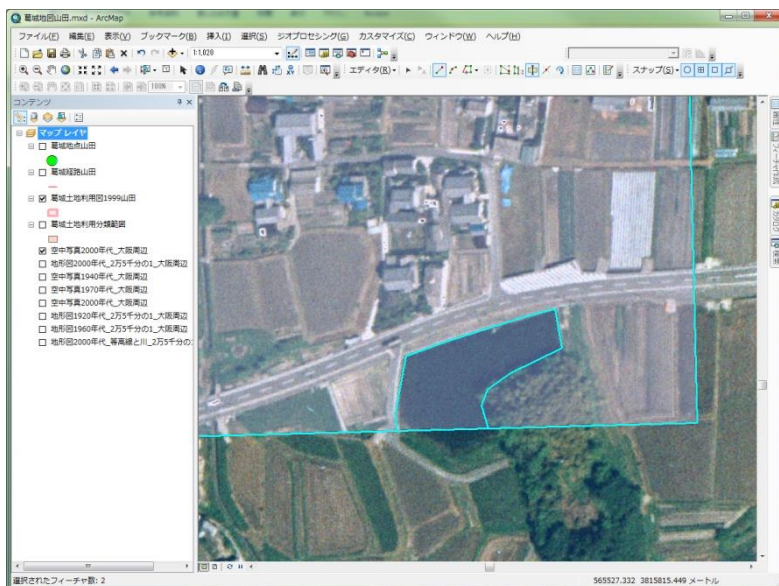 葛城地図山田.mxd - ArcMap
ファイル(F) 編集(E) 表示(V) ブックマーク(B) 挿入(I) 選択(S) ジオプロセシング(G) カスタマイズ(C) ウィンドウ(W) ヘルプ(H)
1:1,020
エディタ(R)
スナップ(S)
100%
コンテンツ
マップ レイヤ
葛城地点山田
葛城経路山田
葛城土地利用図1999山田
葛城土地利用分類範囲
空中写真2000年代_大阪周辺
地形図2000年代_2万5千分の1_大阪周辺
空中写真1940年代_大阪周辺
空中写真1970年代_大阪周辺
空中写真2000年代_大阪周辺
地形図1920年代_2万5千分の1_大阪周辺
地形図1960年代_2万5千分の1_大阪周辺
地形図2000年代_等高線と川_2万5千分の
カタログ
選択されたフィーチャ数: 2
565527.332 3815815.449 メートル